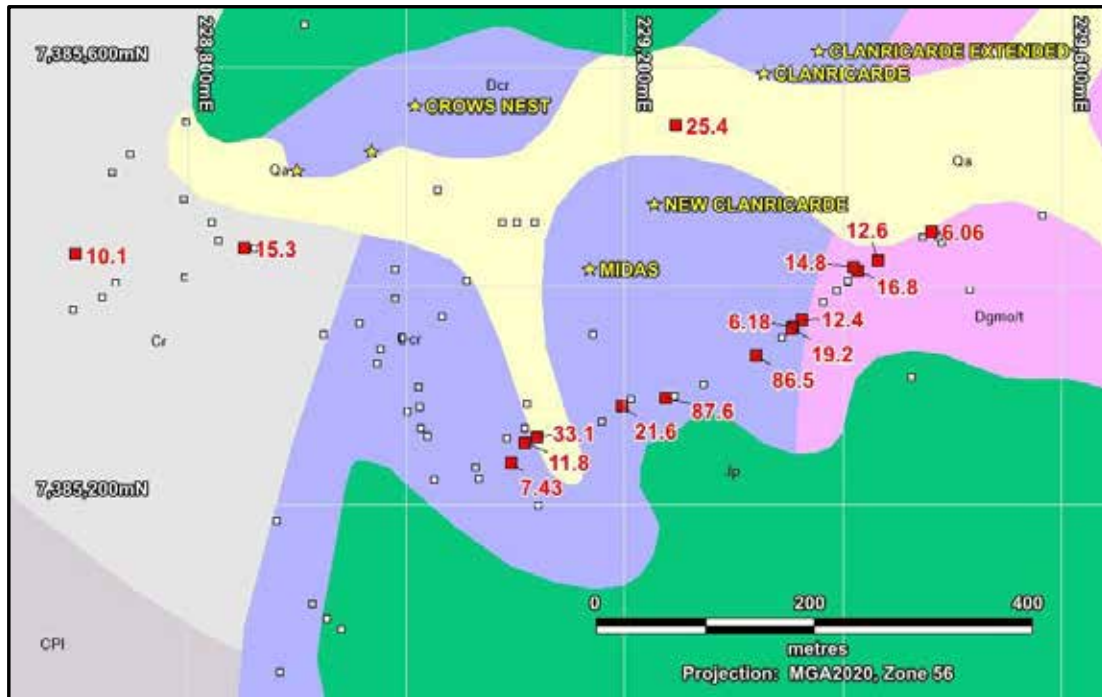 7,385,600mN
228,800mE
229,200mE
229,600mE
CLANRICARDE EXTENDED
CLANRICARDE
Dcr
CROWS NEST
25.4
Qa
Qa
NEW CLANRICARDE
10.1
15.3
12.6
6.06
14.8
16.8
MIDAS
Dgmo/t
Cr
Dcr
6.18
12.4
19.2
86.5
87.6
21.6
33.1
11.8
7.43
Jp
7,385,200mN
0
200
400
CPl
metres
Projection: MGA2020, Zone 56